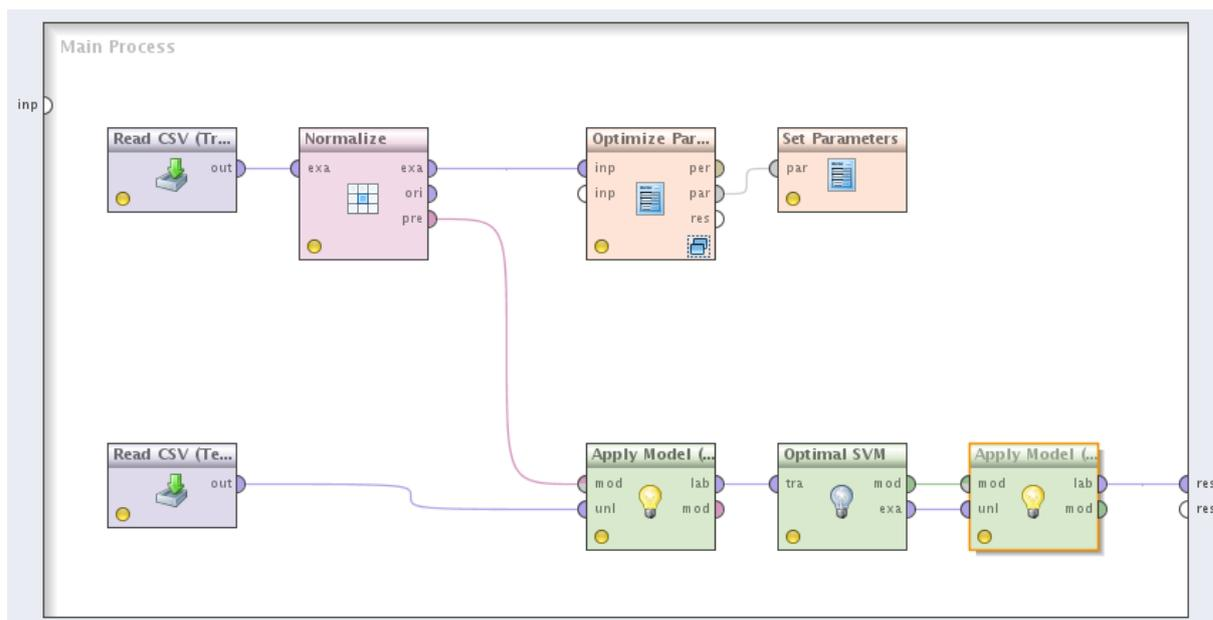 Main Process
inp
Read CSV (Tr...
out
Normalize
exa exa
ori
pre
Optimize Par...
inp per
inp par
res
Set Parameters
par
Read CSV (Te...
out
Apply Model (...
mod lab
unl mod
Optimal SVM
tra mod
exa
Apply Model (...
mod lab
unl mod
res
res